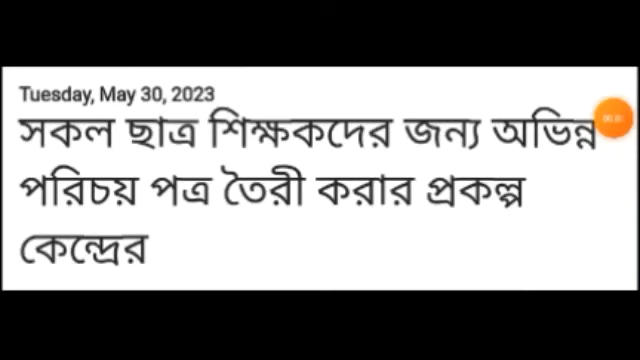 Tuesday, May 30, 2023
সকল ছাত্র শিক্ষকদের জন্য অভিন্ন
পরিচয় পত্র তৈরী করার প্রকল্প
কেন্দ্রের